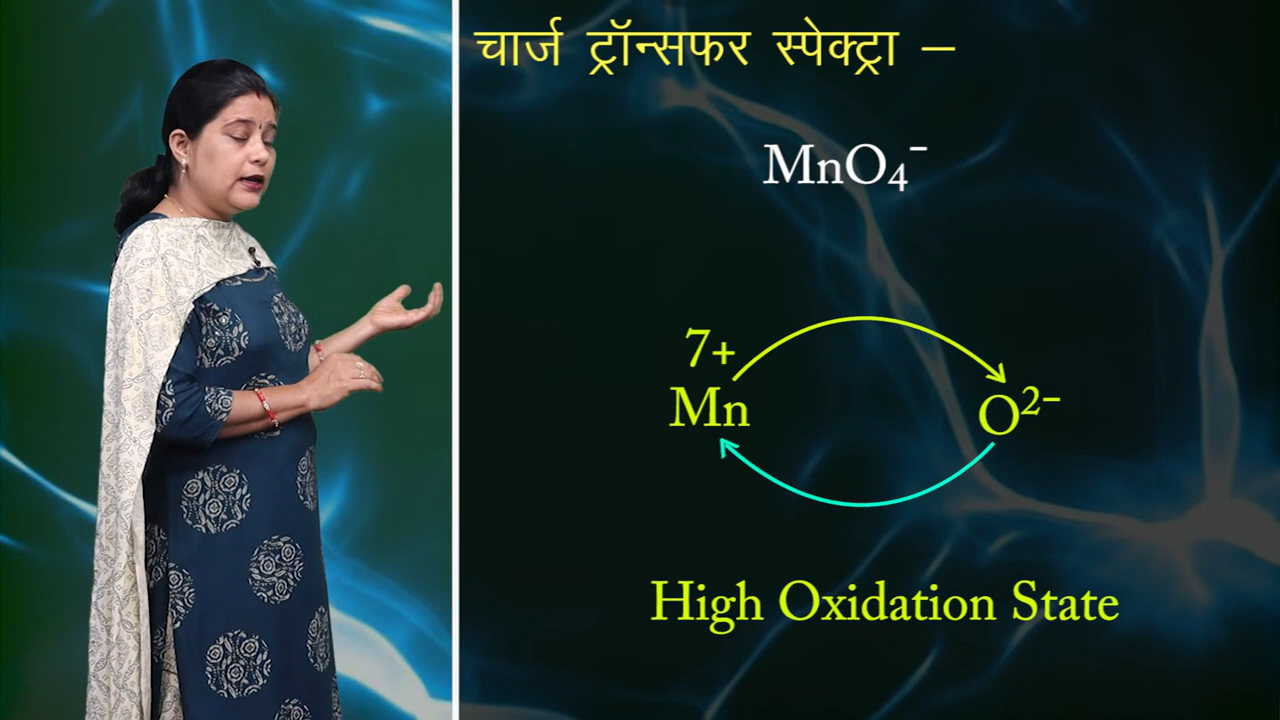 चार्ज ट्रॉन्सफर स्पेक्ट्रा –
MnO₄⁻
7+
Mn O²⁻
High Oxidation State